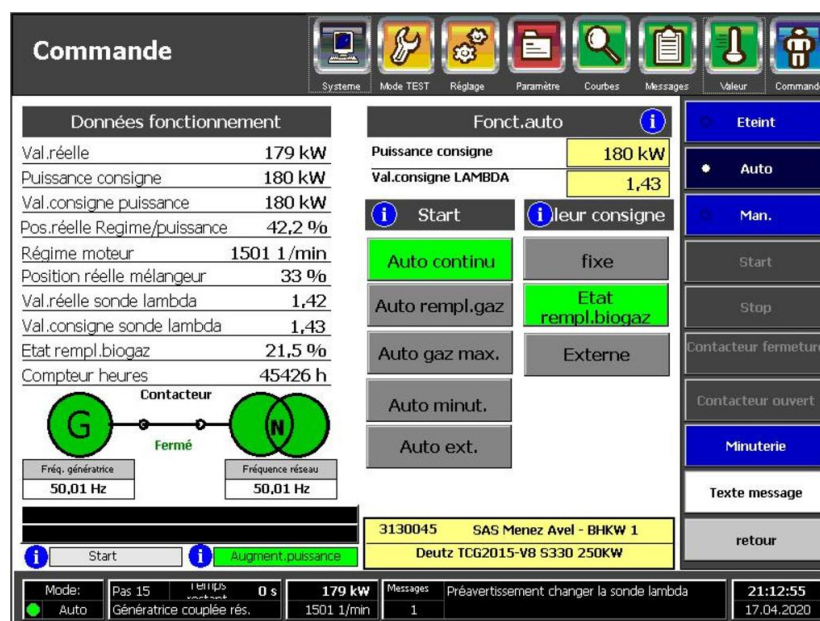 Commande
Systeme
Mode TEST
Réglage
Paramètre
Courbes
Messages
Valeur
Commande
Données fonctionnement
Val.réelle 179 kW
Puissance consigne 180 kW
Val.consigne puissance 180 kW
Pos.réelle Regime/puissance 42,2 %
Régime moteur 1501 1/min
Position réelle mélangeur 33 %
Val.réelle sonde lambda 1,42
Val.consigne sonde lambda 1,43
Etat rempl.biogaz 21,5 %
Compteur heures 45426 h
Contacteur
G
N
Fermé
Fréq. génératrice
50,01 Hz
Fréquence réseau
50,01 Hz
i Start
i Augment.puissance
Fonct.auto i
Puissance consigne 180 kW
Val.consigne LAMBDA 1,43
i Start
i leur consigne
Auto continu
fixe
Auto rempl.gaz
Etat
rempl.biogaz
Auto gaz max.
Externe
Auto minut.
Auto ext.
3130045 SAS Menez Avel - BHKW 1
Deutz TCG2015-V8 S330 250KW
Eteint
Auto
Man.
Start
Stop
Contacteur fermeture
Contacteur ouvert
Minuterie
Texte message
retour
Mode:
Auto
Pas 15 Temps
restant 0 s
Génératrice couplée rés.
179 kW
1501 1/min
Messages
1
Préavertissement changer la sonde lambda
21:12:55
17.04.2020